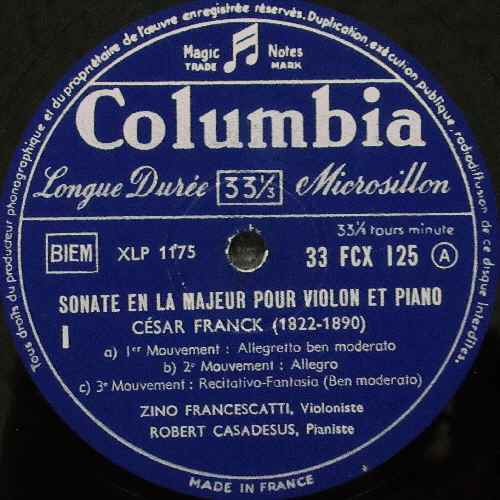 Tous droits du producteur phonographique et du propriétaire de l'œuvre enregistrée réservés. Duplication, exécution publique, radiodiffusion de ce disque interdites.
Magic Notes
TRADE MARK
Columbia
Longue Durée 33⅓ Microsillon
33⅓ tours minute
BIEM XLP 1175 33 FCX 125 A
SONATE EN LA MAJEUR POUR VIOLON ET PIANO
I CÉSAR FRANCK (1822-1890)
a) 1er Mouvement : Allegretto ben moderato
b) 2e Mouvement : Allegro
c) 3e Mouvement : Recitativo-Fantasia (Ben moderato)
ZINO FRANCESCATTI, Violoniste
ROBERT CASADESUS, Pianiste
MADE IN FRANCE